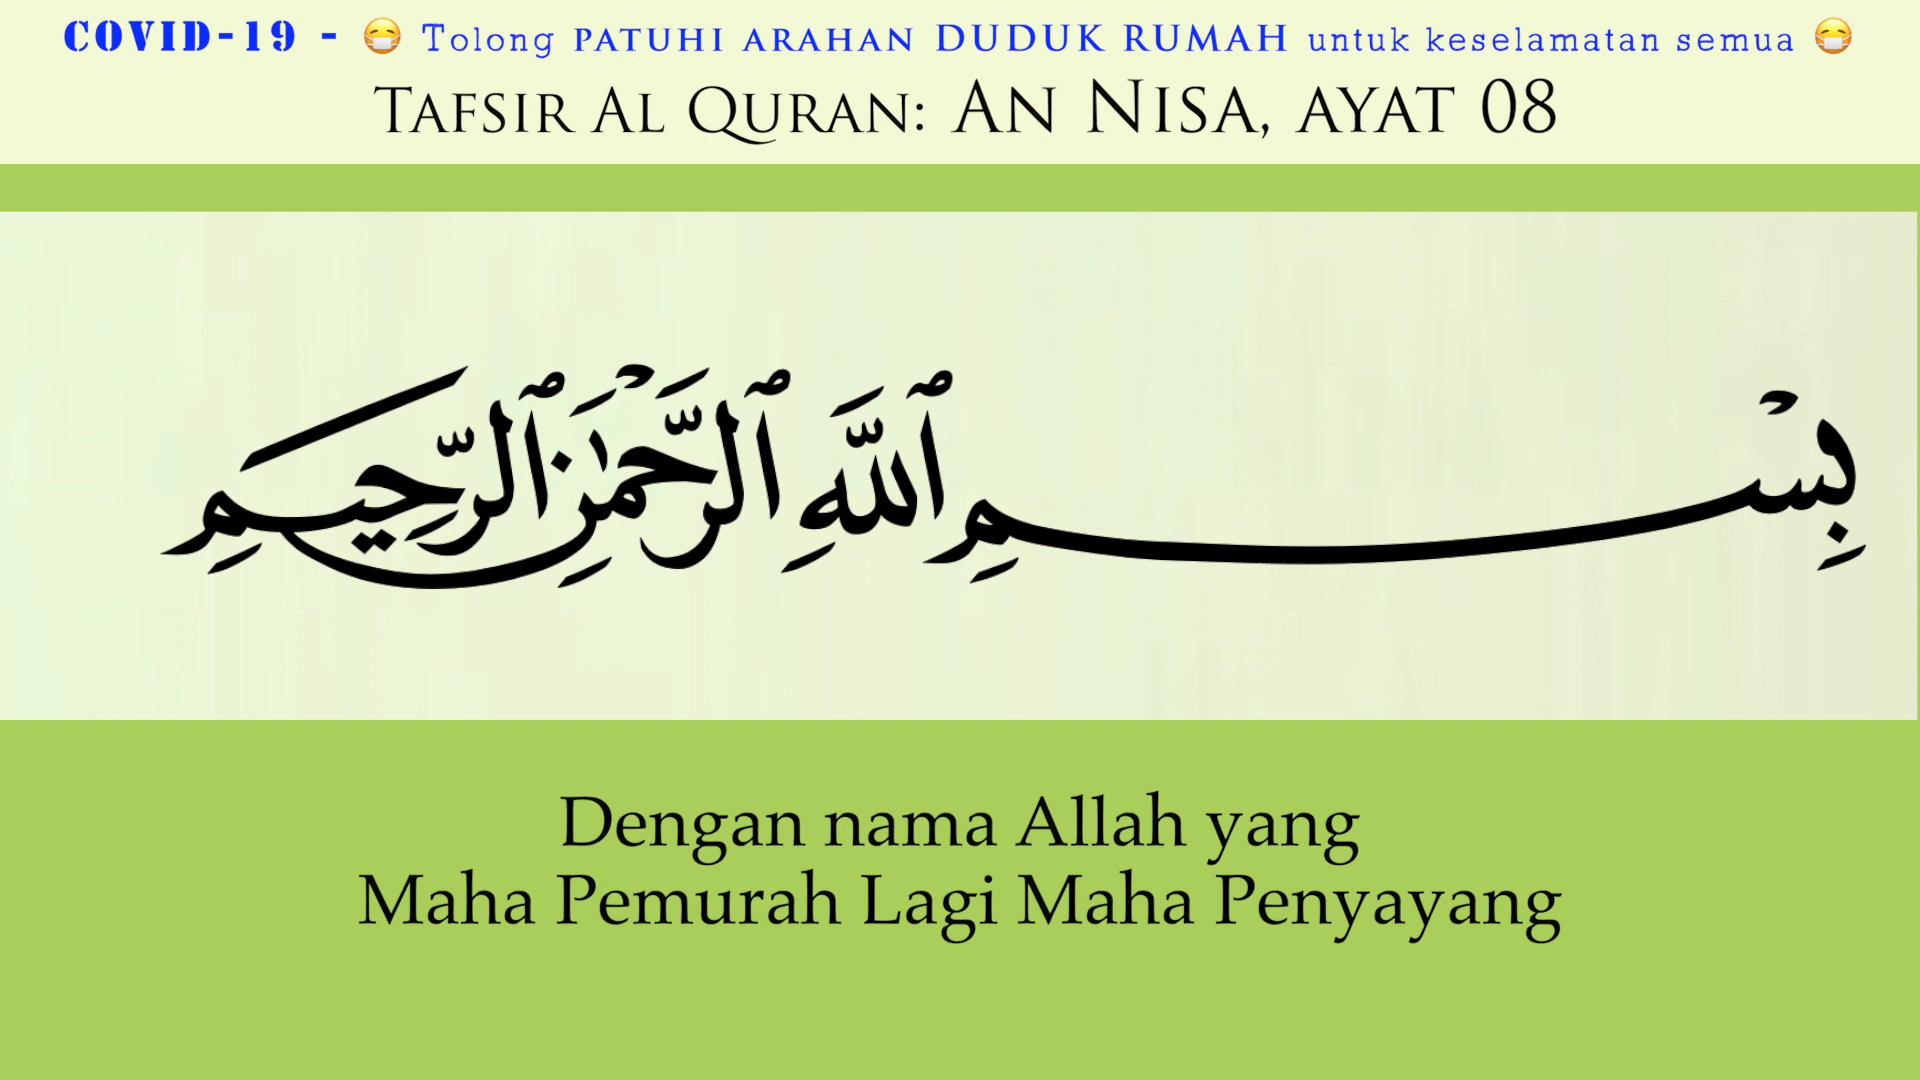 COVID-19 - 😷 Tolong PATUHI ARAHAN DUDUK RUMAH untuk keselamatan semua 😷
Tafsir Al Quran: An Nisa, ayat 08
بِسْمِ ٱللَّهِ ٱلرَّحْمَٰنِ ٱلرَّحِيمِ
Dengan nama Allah yang
Maha Pemurah Lagi Maha Penyayang